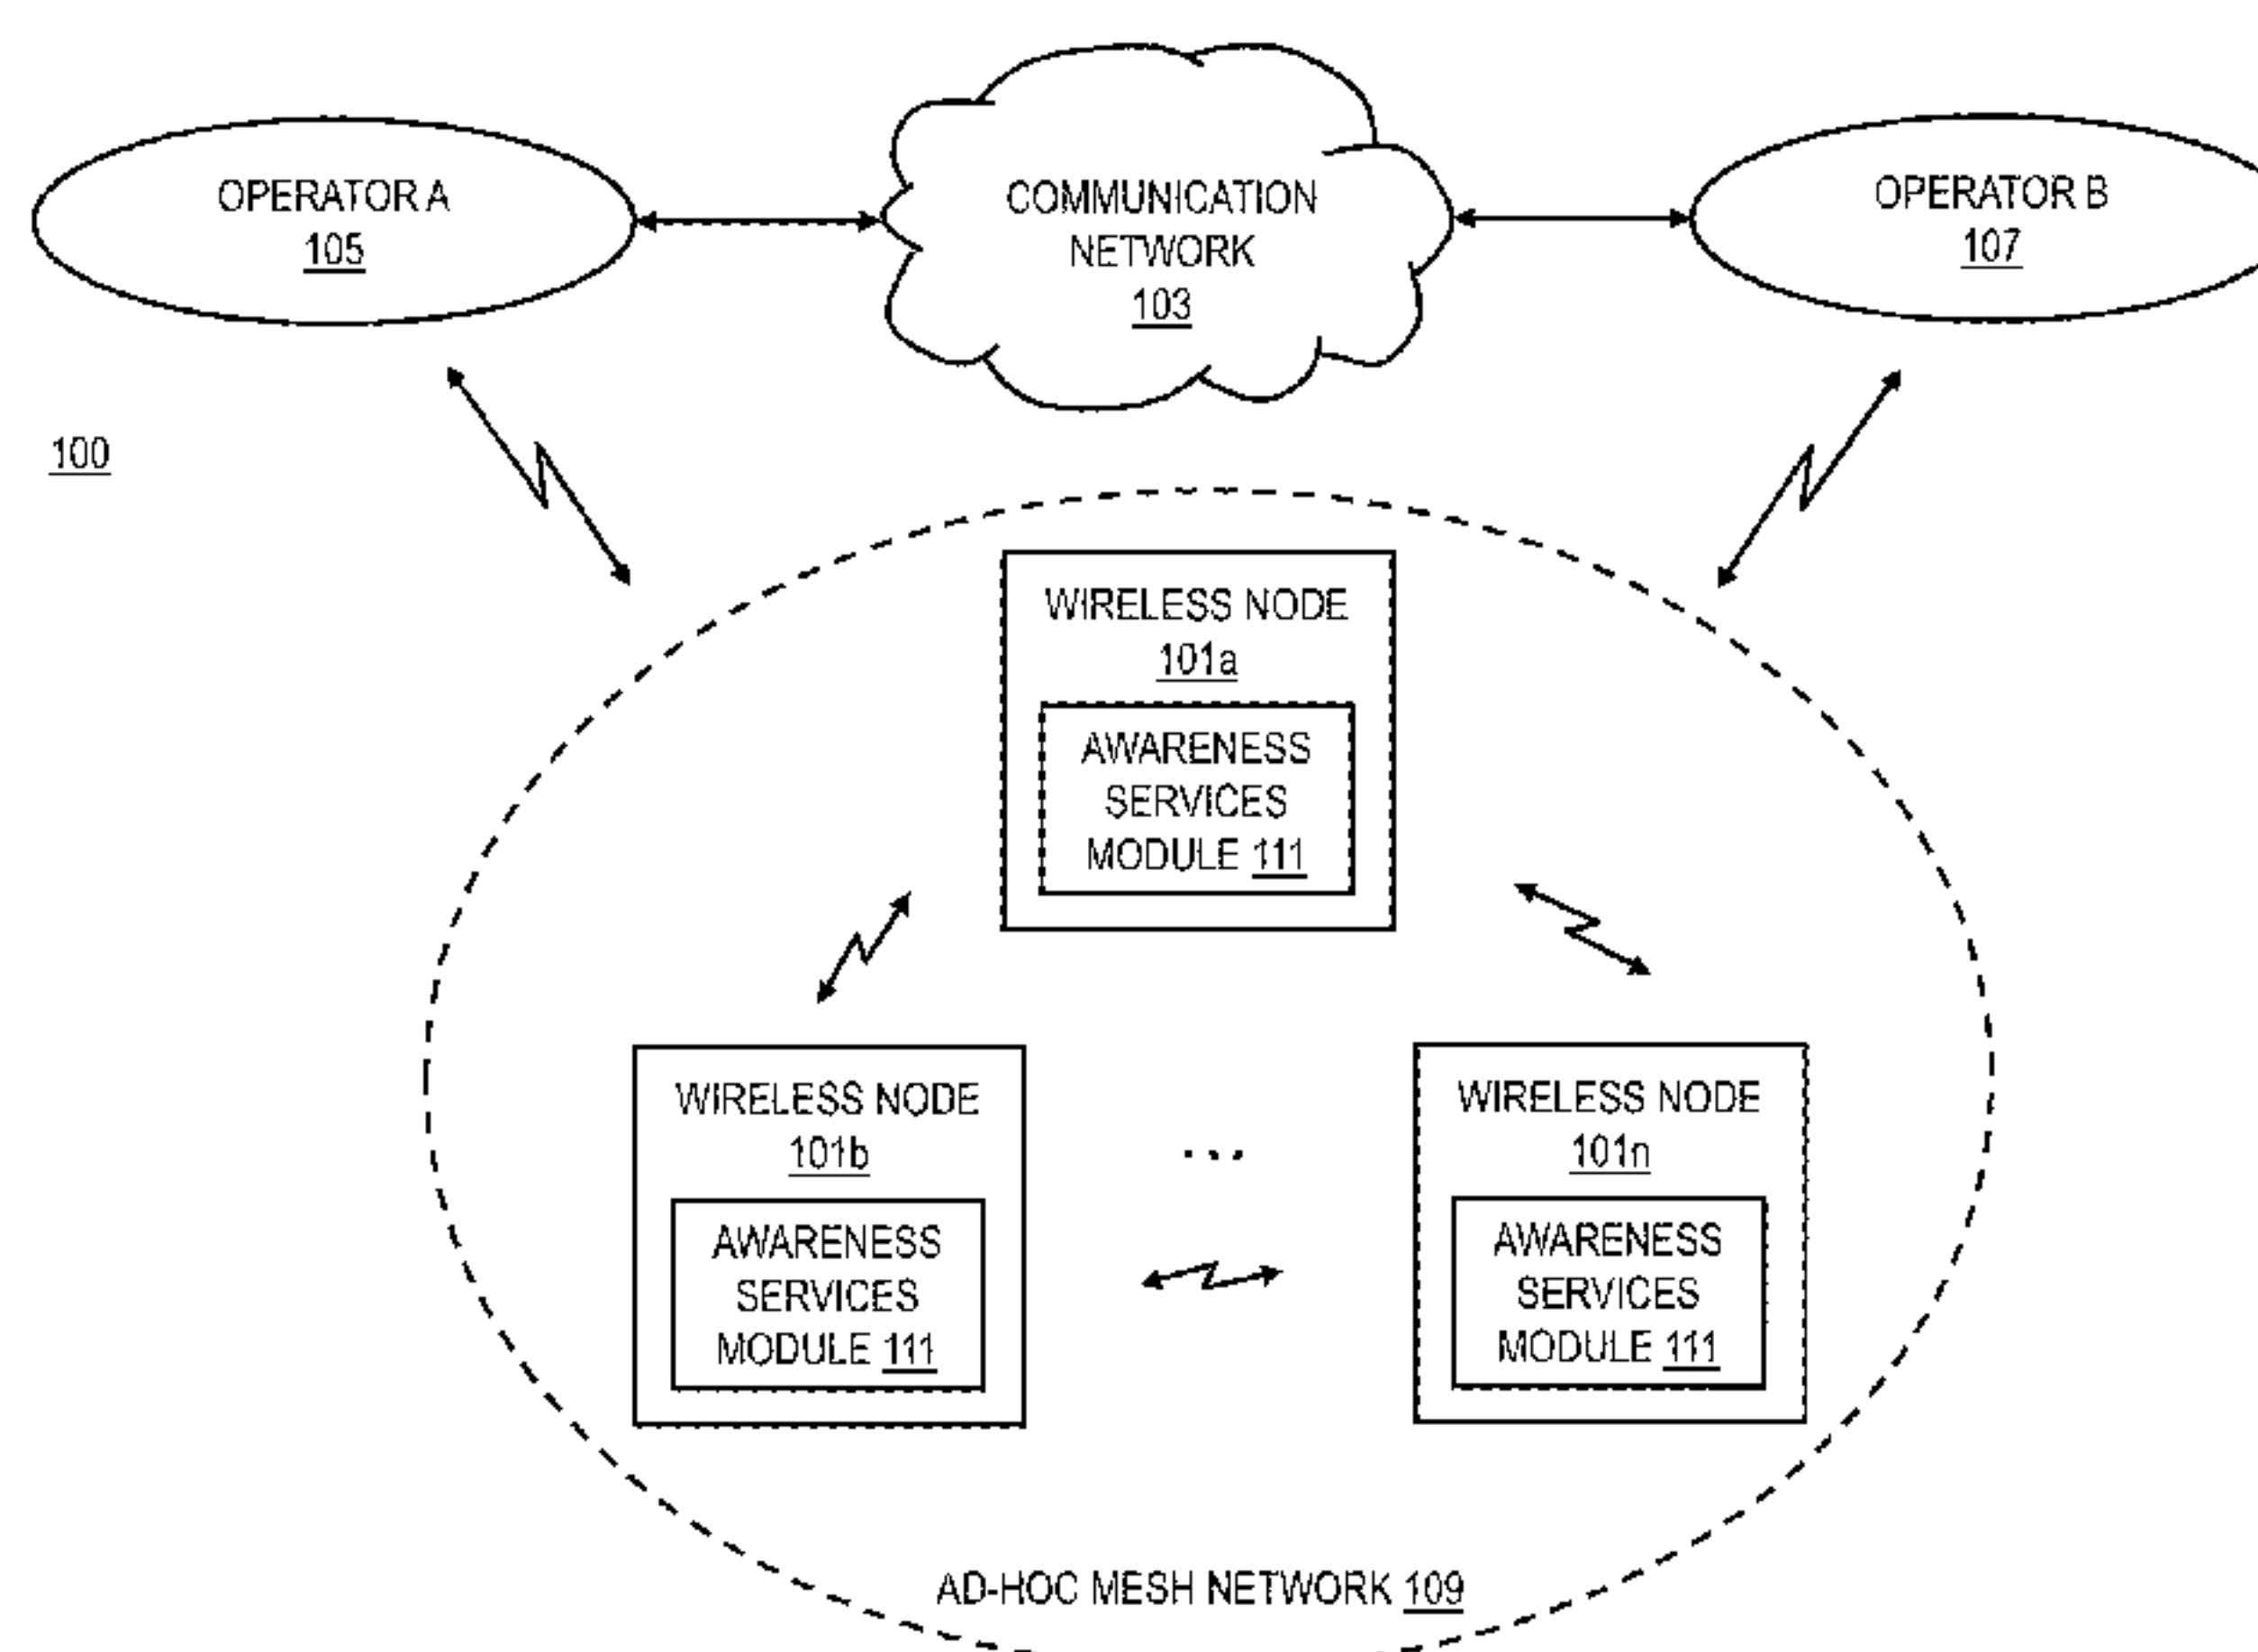 OPERATOR A
105
COMMUNICATION
NETWORK
103
OPERATOR B
107
100
WIRELESS NODE
101a
AWARENESS
SERVICES
MODULE 111
WIRELESS NODE
101b
AWARENESS
SERVICES
MODULE 111
...
WIRELESS NODE
101n
AWARENESS
SERVICES
MODULE 111
AD-HOC MESH NETWORK 109